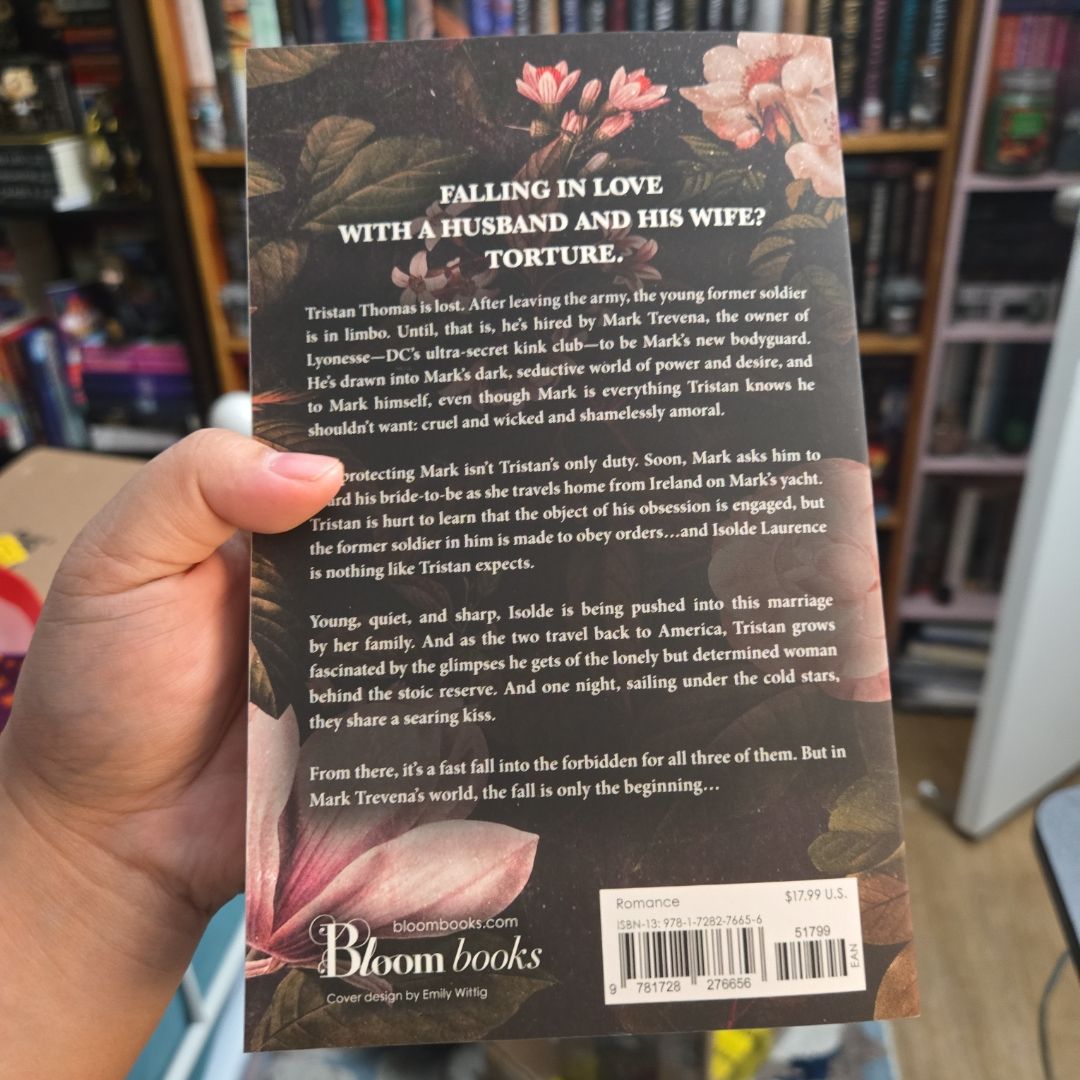 FALLING IN LOVE
WITH A HUSBAND AND HIS WIFE?
TORTURE.
Tristan Thomas is lost. After leaving the army, the young former soldier
is in limbo. Until, that is, he's hired by Mark Trevena, the owner of
Lyonesse—DC's ultra-secret kink club—to be Mark's new bodyguard.
He's drawn into Mark's dark, seductive world of power and desire, and
to Mark himself, even though Mark is everything Tristan knows he
shouldn't want: cruel and wicked and shamelessly amoral.
protecting Mark isn't Tristan's only duty. Soon, Mark asks him to
his bride-to-be as she travels home from Ireland on Mark's yacht.
Tristan is hurt to learn that the object of his obsession is engaged, but
the former soldier in him is made to obey orders...and Isolde Laurence
is nothing like Tristan expects.
Young, quiet, and sharp, Isolde is being pushed into this marriage
by her family. And as the two travel back to America, Tristan grows
fascinated by the glimpses he gets of the lonely but determined woman
behind the stoic reserve. And one night, sailing under the cold stars,
they share a searing kiss.
From there, it's a fast fall into the forbidden for all three of them. But in
Mark Trevena's world, the fall is only the beginning...
bloombooks.com
Bloom books
Cover design by Emily Wittig
Romance $17.99 U.S.
ISBN-13: 978-1-7282-7665-6
51799
EAN
9 781728 276656